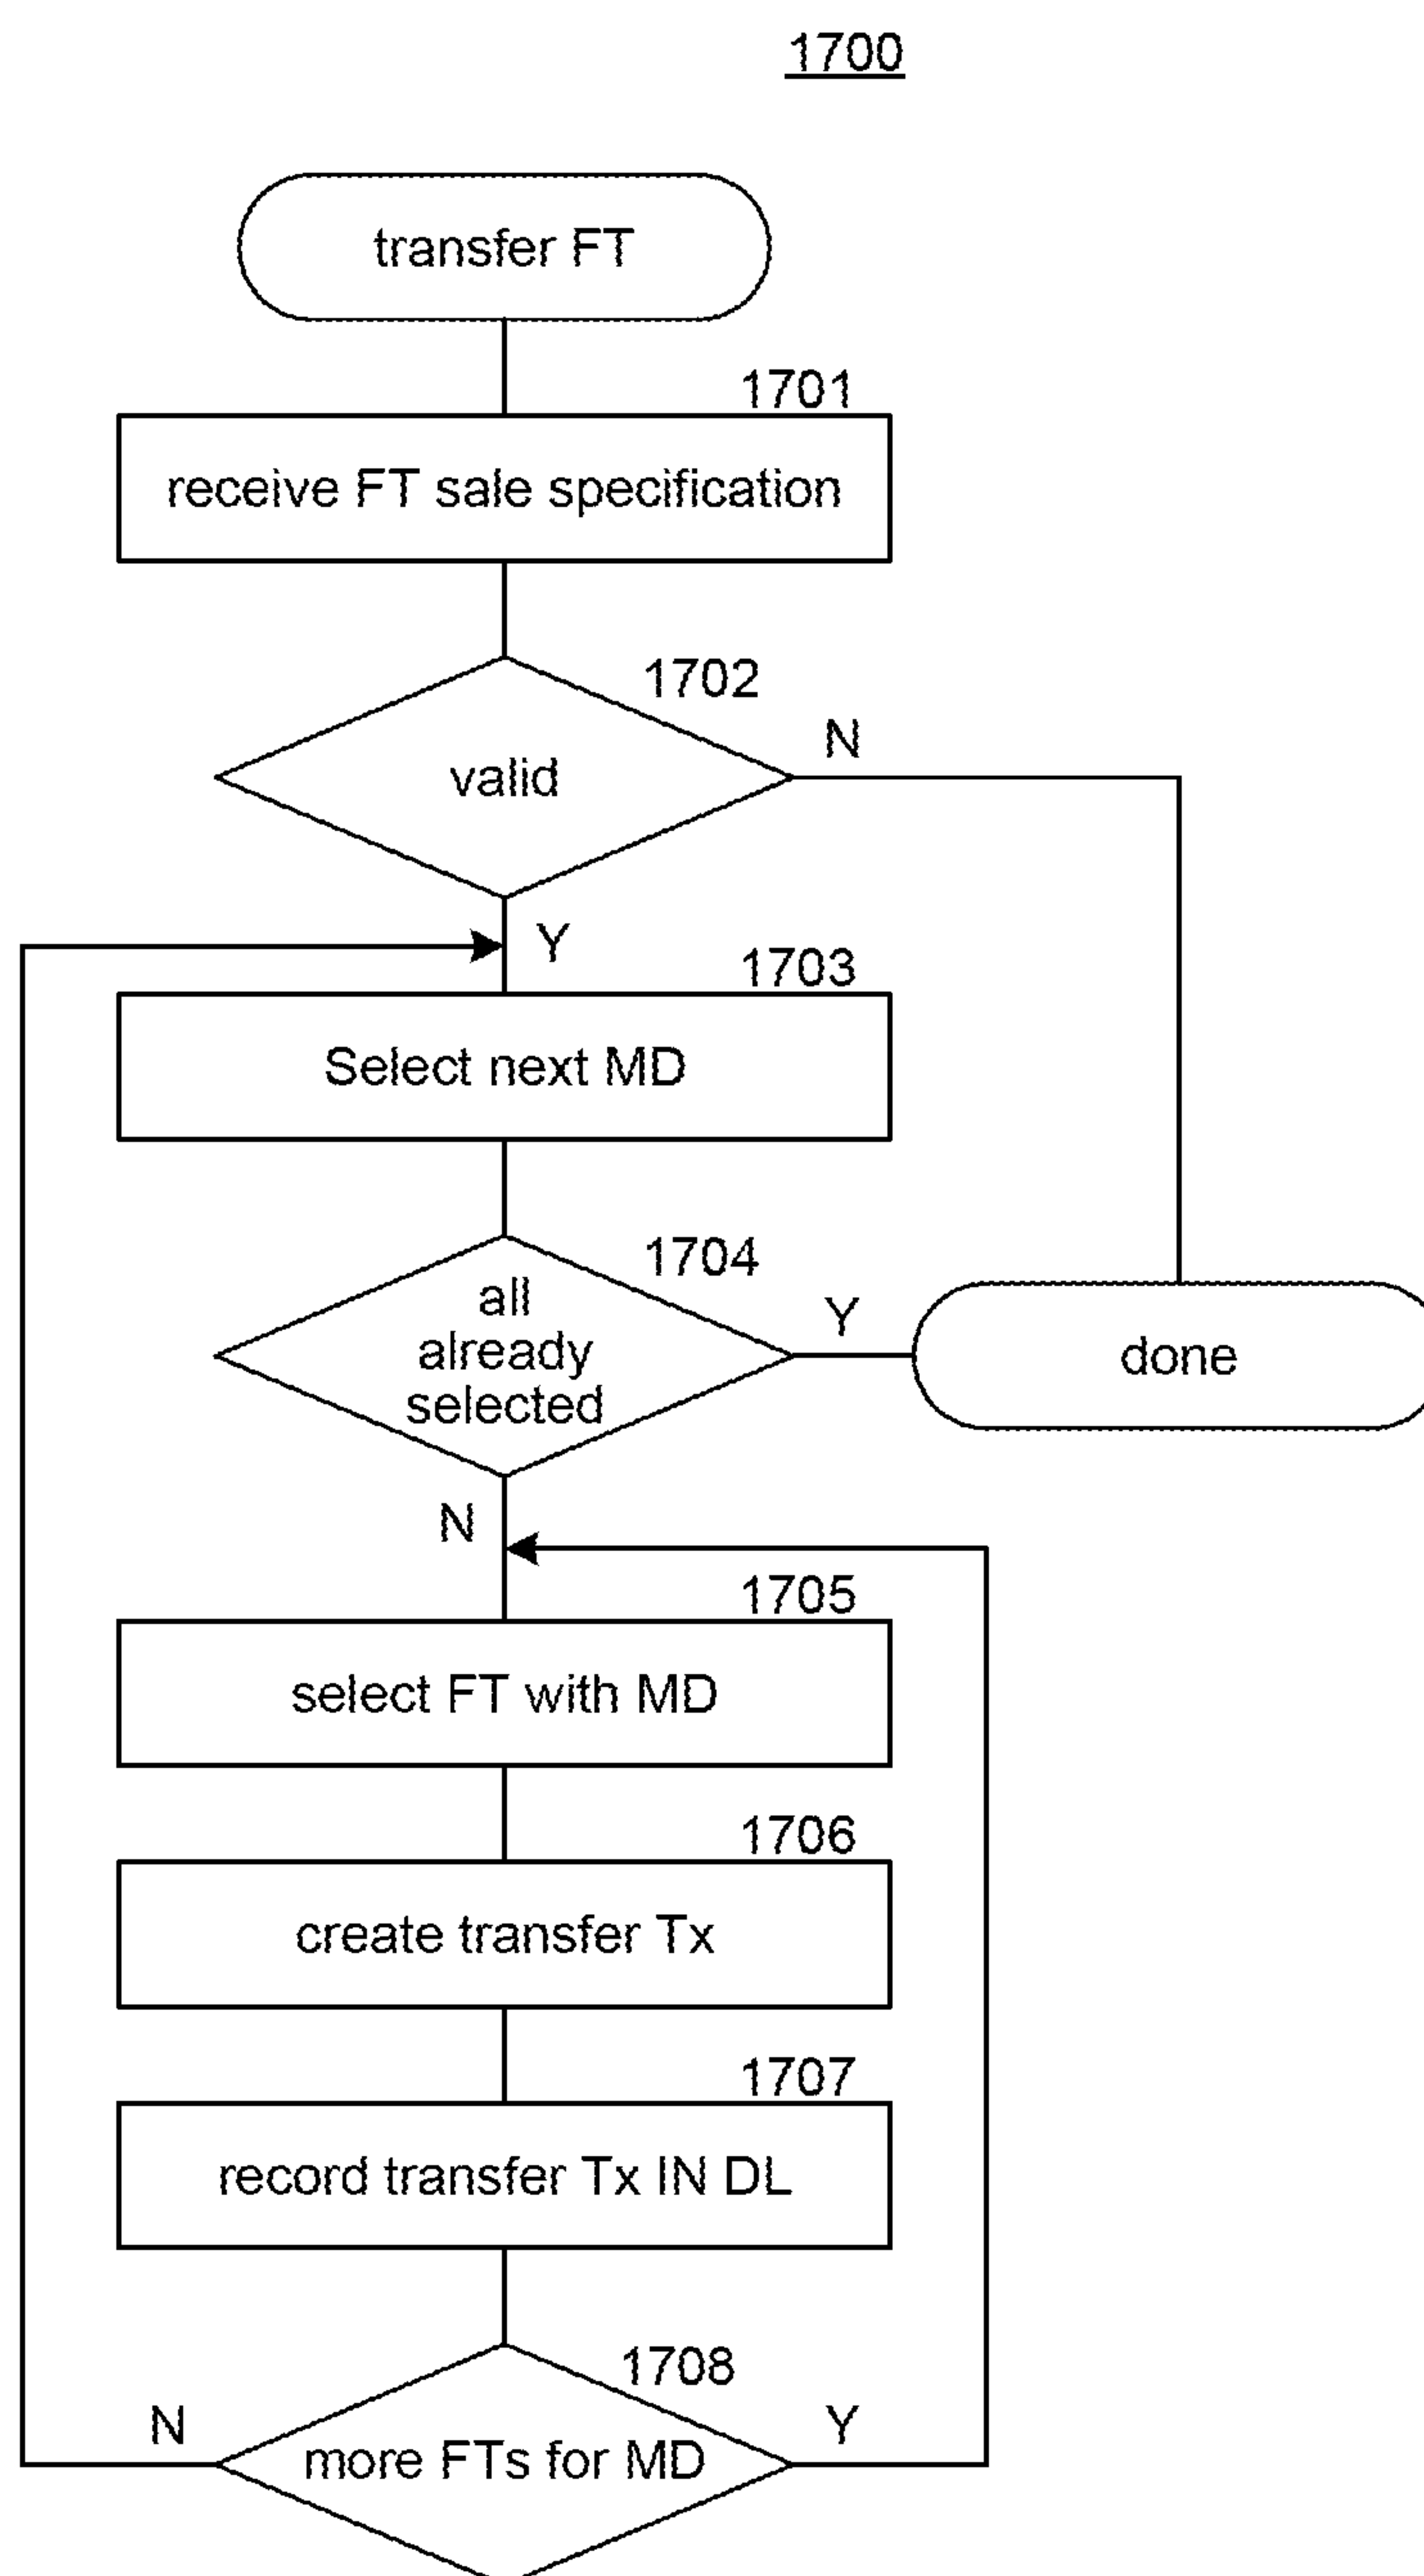 1700
transfer FT
1701
receive FT sale specification
1702
valid
N
Y
1703
Select next MD
1704
all
already
selected
Y
done
N
1705
select FT with MD
1706
create transfer Tx
1707
record transfer Tx IN DL
1708
N
more FTs for MD
Y